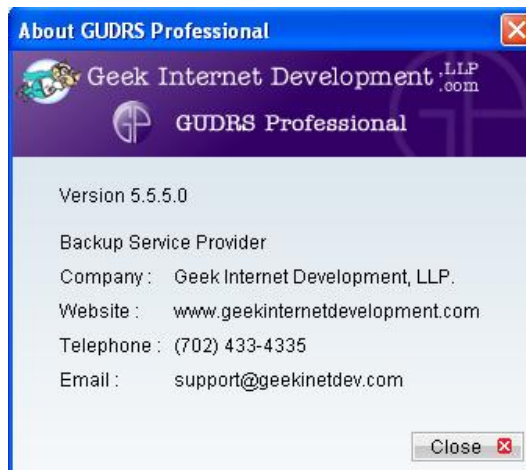 About GUDRS Professional
Geek Internet Development, LLP .com
GUDRS Professional
Version 5.5.5.0
Backup Service Provider
Company : Geek Internet Development, LLP.
Website : www.geekinternetdevelopment.com
Telephone : (702) 433-4335
Email : support@geekinetdev.com
Close